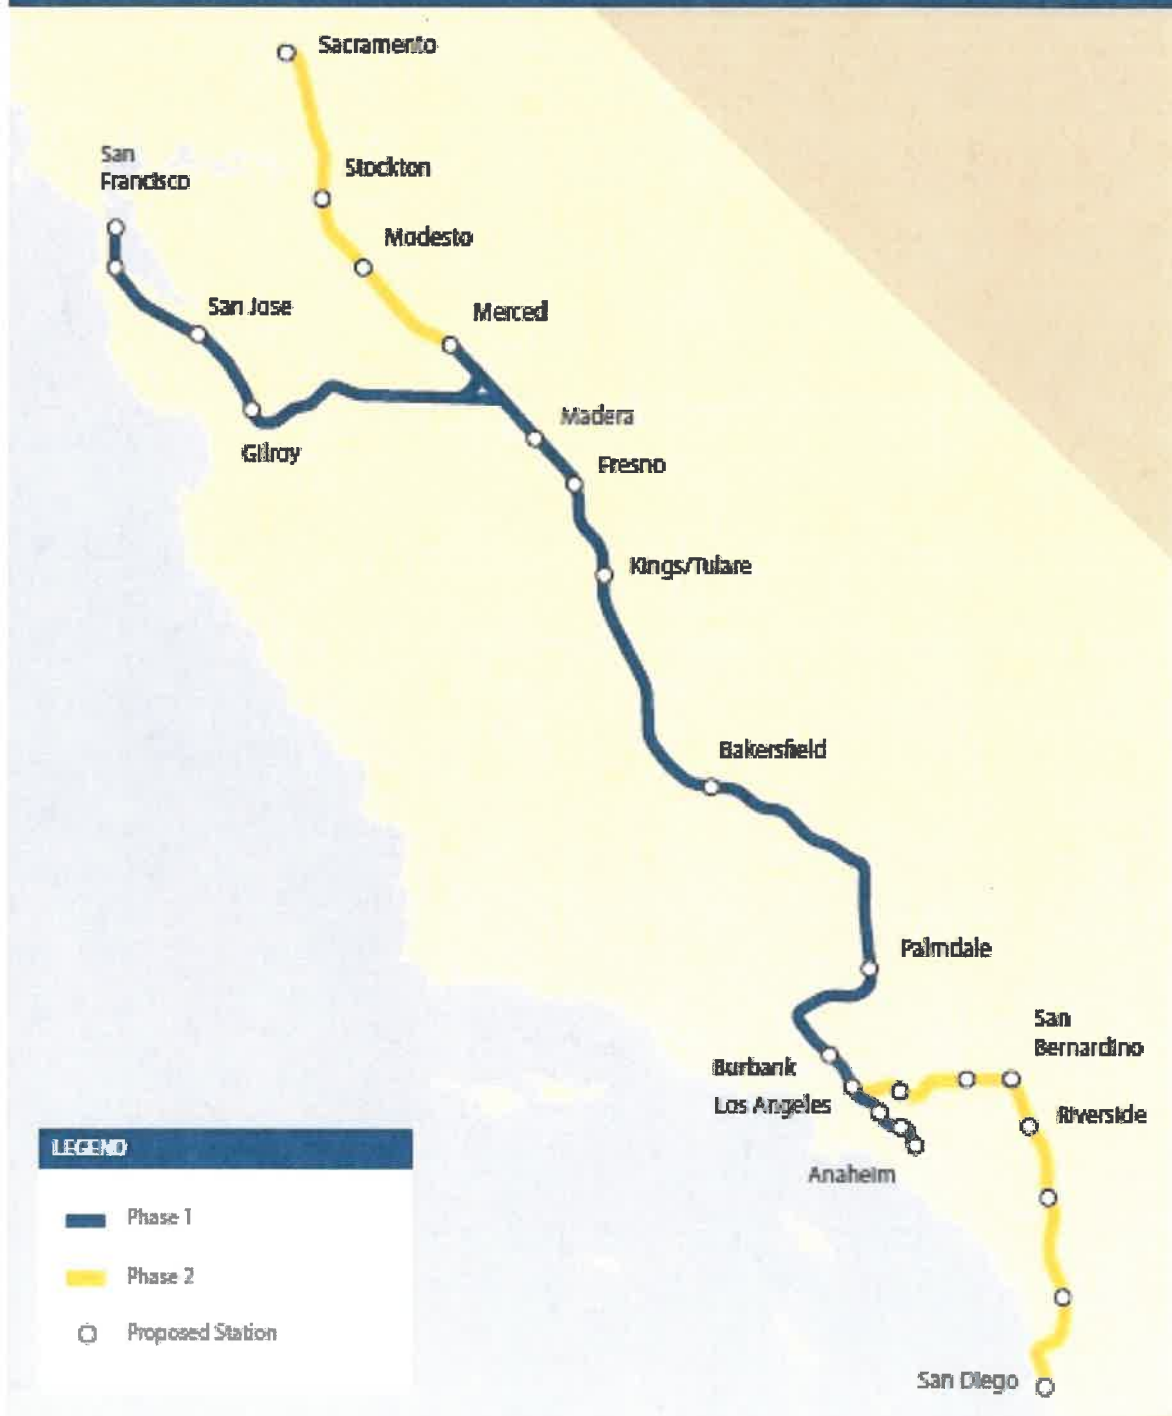 Sacramento
San
Francisco
Stockton
Modesto
San Jose
Merced
Madera
Gilroy
Fresno
Kings/Tulare
Bakersfield
Palmdale
San
Bernardino
Burbank
Los Angeles
Riverside
Anaheim
San Diego
LEGEND
Phase 1
Phase 2
Proposed Station